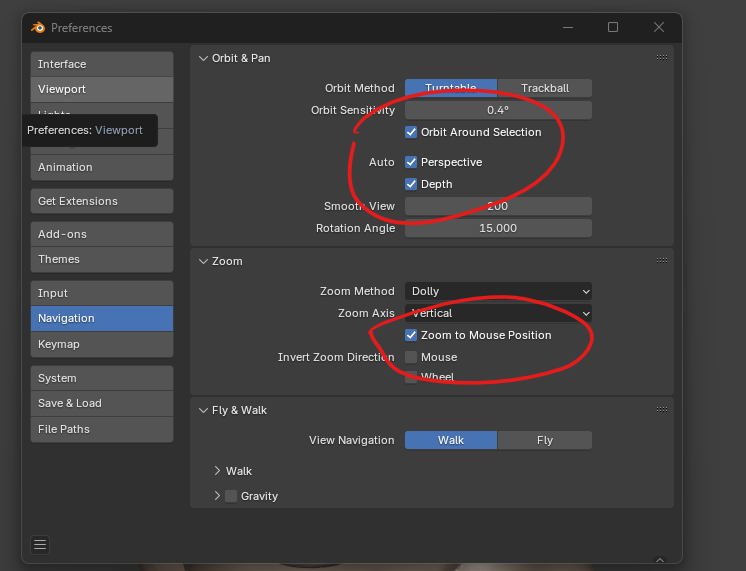 Preferences
Interface
Viewport
Lights
Preferences: Viewport
Animation
Get Extensions
Add-ons
Themes
Input
Navigation
Keymap
System
Save & Load
File Paths
Orbit & Pan
Orbit Method Turntable Trackball
Orbit Sensitivity 0.4°
Orbit Around Selection
Auto Perspective
Depth
Smooth View 200
Rotation Angle 15.000
Zoom
Zoom Method Dolly
Zoom Axis Vertical
Zoom to Mouse Position
Invert Zoom Direction Mouse
Wheel
Fly & Walk
View Navigation Walk Fly
Walk
Gravity